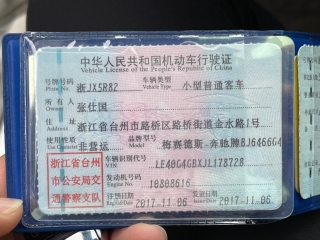 中华人民共和国机动车行驶证
Vehicle License of the People's Republic of China
号牌号码 浙JX5R82 车辆类型 小型普通客车
Plate No. Vehicle Type
所有人 张仕国
Owner
住址 浙江省台州市路桥区路桥街道金水路1号
Address
使用性质 非营运 品牌型号 梅赛德斯-奔驰牌BJ6466G4
Use Character Model
浙江省台 车辆识别代号 LE40G4GBXJL178728
VIN
州市公安局交 发动机号码 10808616
Engine No.
通警察支队 注册日期 2017-11-06 发证日期 2017-11-06
Register Date Issue Date